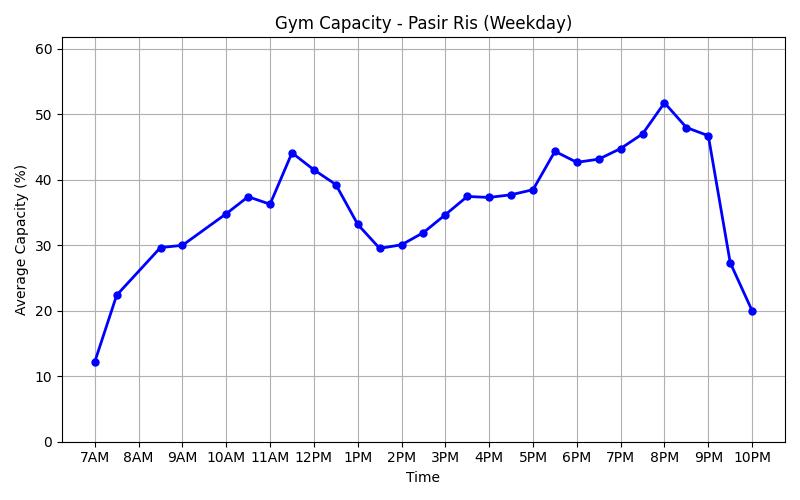 Gym Capacity - Pasir Ris (Weekday)
Average Capacity (%)
60
50
40
30
20
10
0
7AM 8AM 9AM 10AM 11AM 12PM 1PM 2PM 3PM 4PM 5PM 6PM 7PM 8PM 9PM 10PM
Time